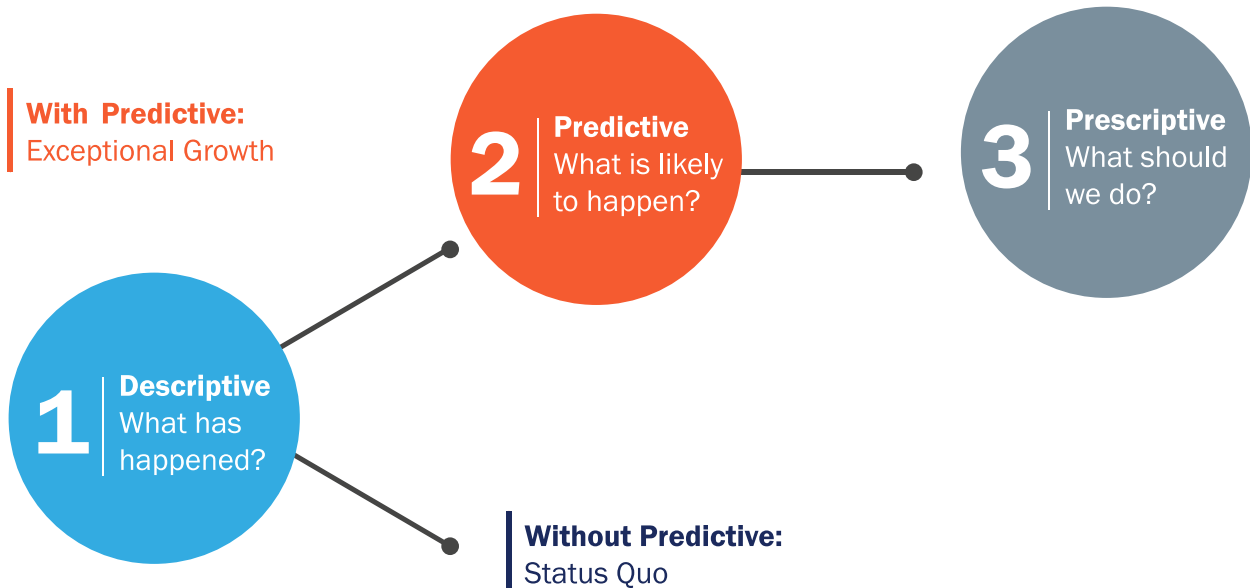 With Predictive:
Exceptional Growth
2
Predictive
What is likely
to happen?
3
Prescriptive
What should
we do?
1
Descriptive
What has
happened?
Without Predictive:
Status Quo